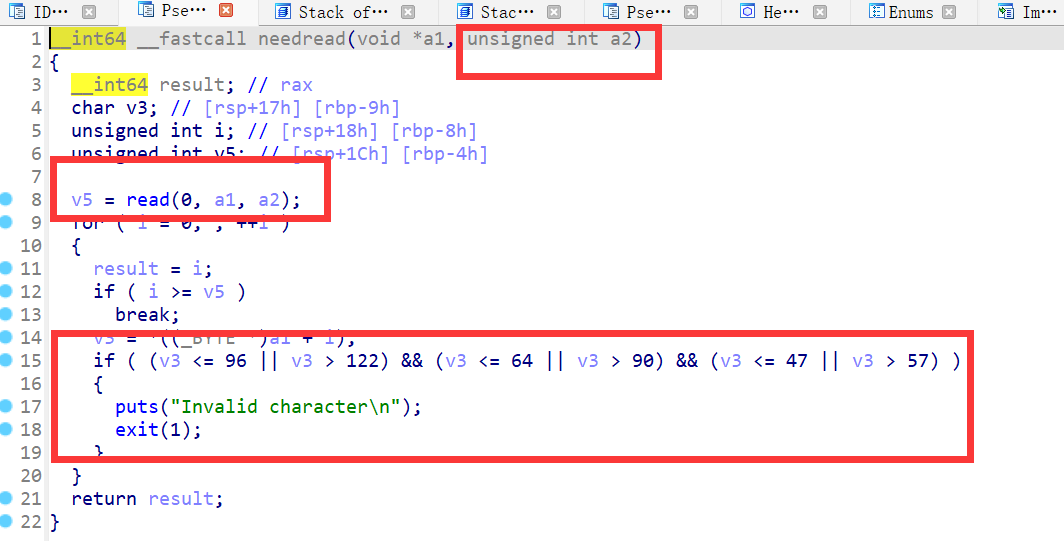 ID··· Pse··· Stack of··· Stac··· Pse··· He··· Enums Im···
1 __int64 __fastcall needread(void *a1, unsigned int a2)
2 {
3 __int64 result; // rax
4 char v3; // [rsp+17h] [rbp-9h]
5 unsigned int i; // [rsp+18h] [rbp-8h]
6 unsigned int v5; // [rsp+1Ch] [rbp-4h]
7
8 v5 = read(0, a1, a2);
9 for ( i = 0; ; ++i )
10 {
11 result = i;
12 if ( i >= v5 )
13 break;
14 v3 = *((_BYTE *)a1 + i);
15 if ( (v3 <= 96 || v3 > 122) && (v3 <= 64 || v3 > 90) && (v3 <= 47 || v3 > 57) )
16 {
17 puts("Invalid character\n");
18 exit(1);
19 }
20 }
21 return result;
22 }